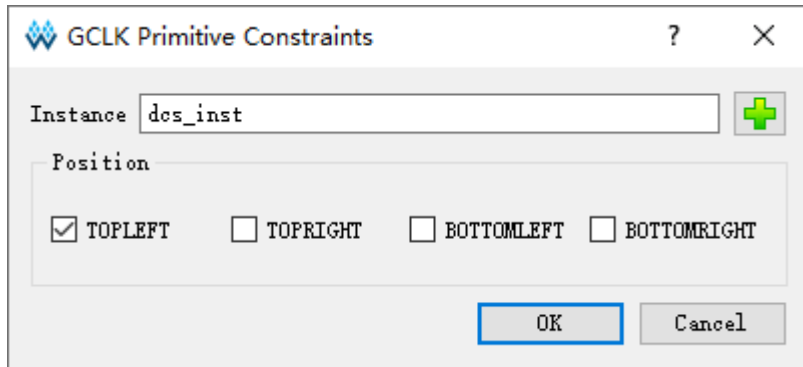 GCLK Primitive Constraints ?
Instance dcs_inst
Position
TOPLEFT TOPRIGHT BOTTOMLEFT BOTTOMRIGHT
OK Cancel